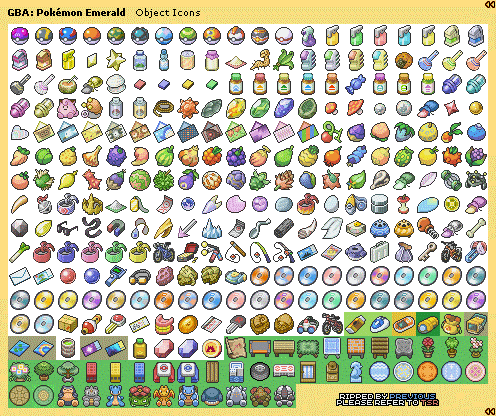 GBA: Pokémon Emerald Object Icons
RIPPED BY PREVIOUS
PLEASE REFER TO TSR